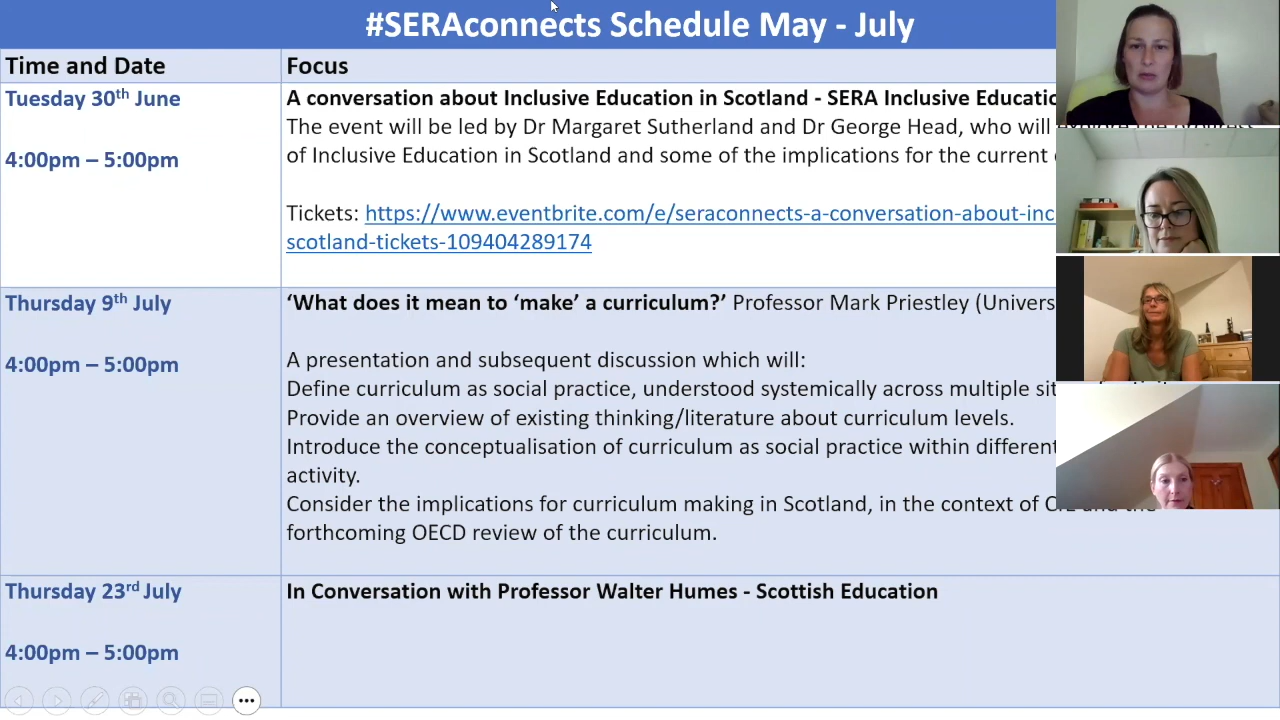 #SERAconnects Schedule May - July
Time and Date
Focus
Tuesday 30th June
4:00pm – 5:00pm
A conversation about Inclusive Education in Scotland - SERA Inclusive
The event will be led by Dr Margaret Sutherland and Dr George Head, who will explore the progress
of Inclusive Education in Scotland and some of the implications for the current
Tickets: https://www.eventbrite.com/e/seraconnects-a-conversation-about-inc
scotland-tickets-109404289174
Thursday 9th July
4:00pm – 5:00pm
‘What does it mean to ‘make’ a curriculum?’ Professor Mark Priestley
A presentation and subsequent discussion which will:
Define curriculum as social practice, understood systemically across multiple
Provide an overview of existing thinking/literature about curriculum levels.
Introduce the conceptualisation of curriculum as social practice within different
activity.
Consider the implications for curriculum making in Scotland, in the context of CfE and the
forthcoming OECD review of the curriculum.
Thursday 23rd July
4:00pm – 5:00pm
In Conversation with Professor Walter Humes - Scottish Education